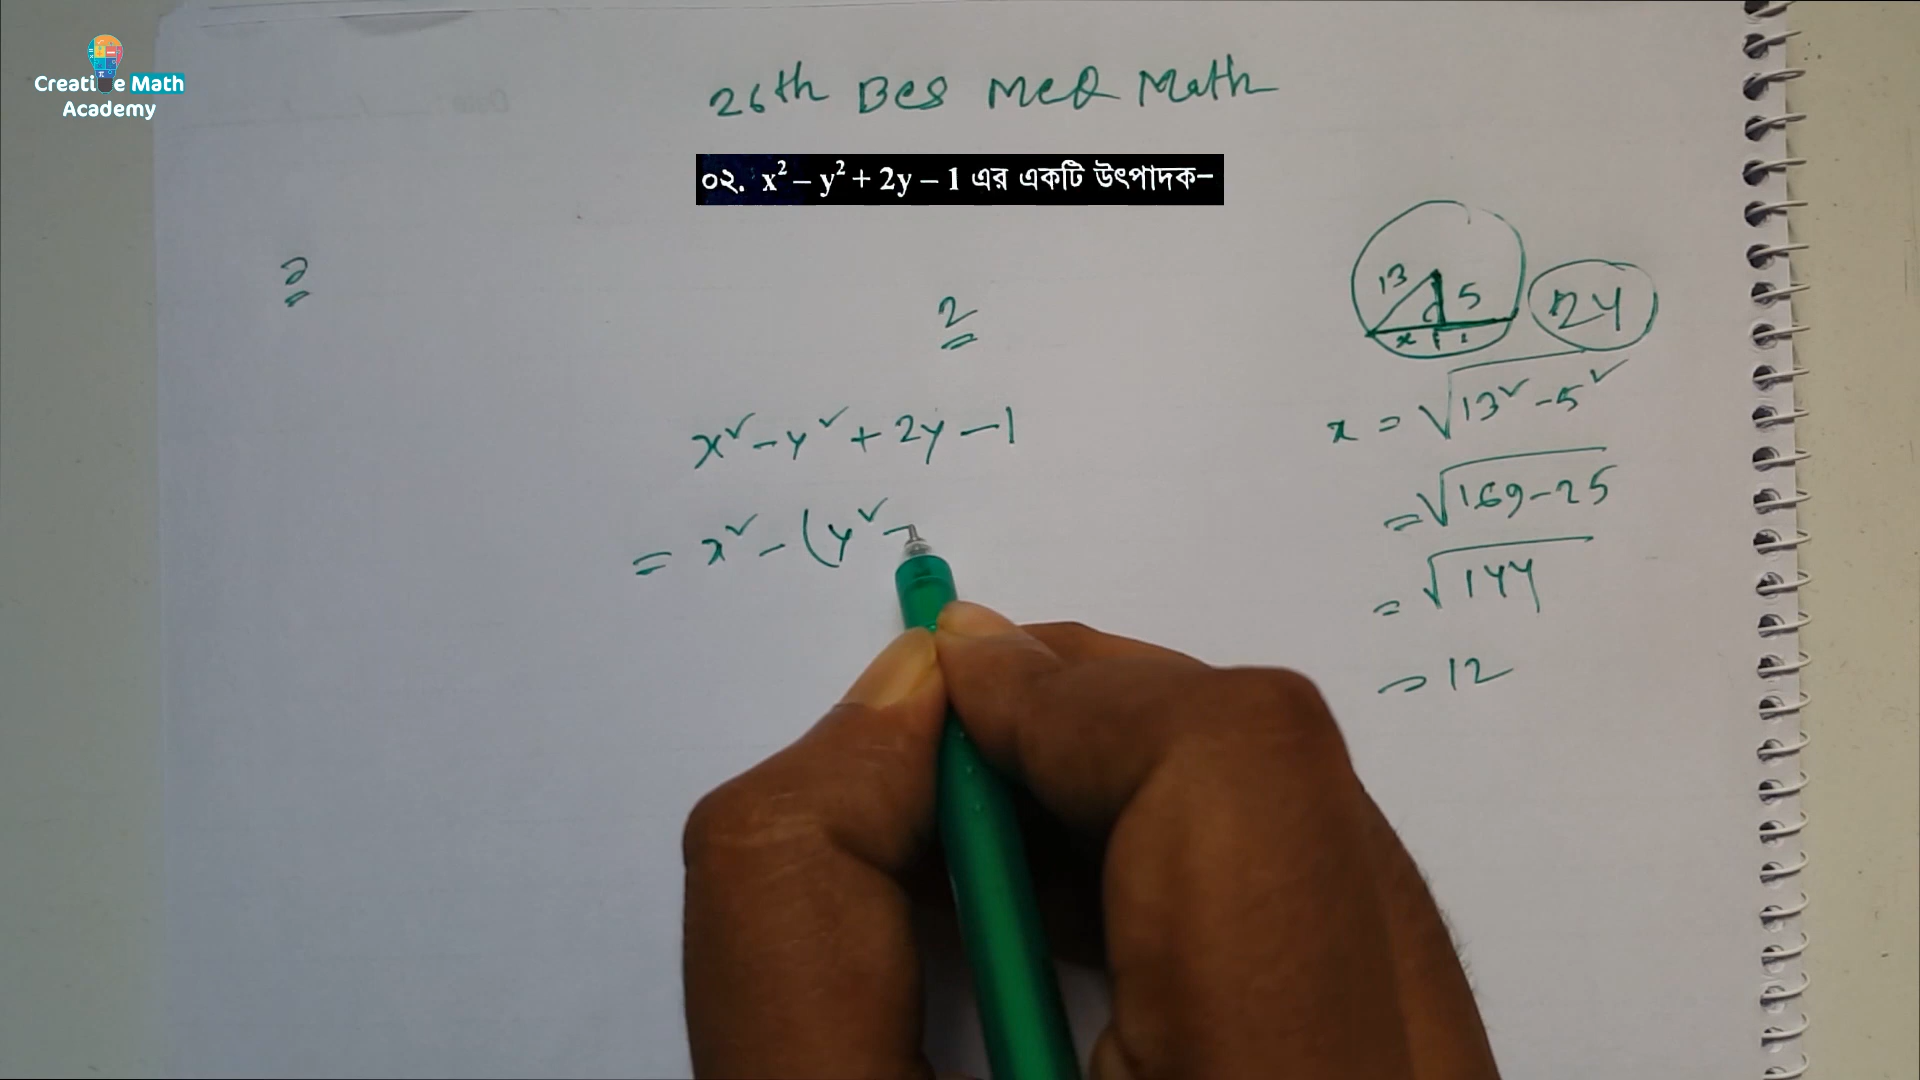 Creative Math
Academy
26th Bcs McQ Math
০২. x² – y² + 2y – 1 এর একটি উৎপাদক–
2
x² - y² + 2y - 1
= x² - (y² -
13
5
24
x
x = √13² - 5²
= √169 - 25
= √144
= 12